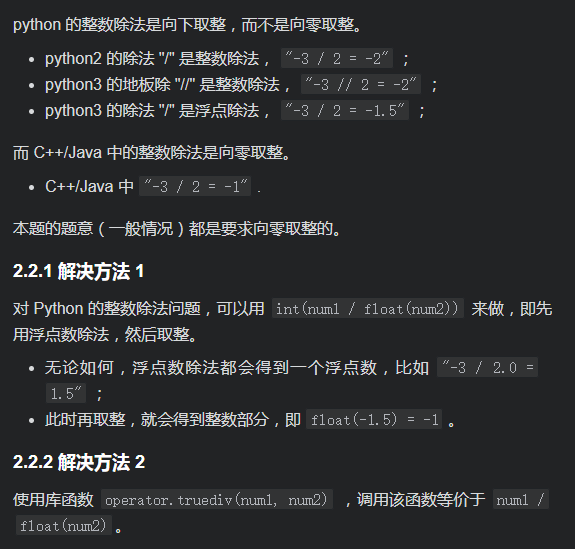 python 的整数除法是向下取整，而不是向零取整。
• python2 的除法 "/" 是整数除法， "-3 / 2 = -2" ；
• python3 的地板除 "//" 是整数除法， "-3 // 2 = -2" ；
• python3 的除法 "/" 是浮点除法， "-3 / 2 = -1.5" ；
而 C++/Java 中的整数除法是向零取整。
• C++/Java 中 "-3 / 2 = -1" .
本题的题意（一般情况）都是要求向零取整的。
2.2.1 解决方法 1
对 Python 的整数除法问题，可以用 int(num1 / float(num2)) 来做，即先
用浮点数除法，然后取整。
• 无论如何，浮点数除法都会得到一个浮点数，比如 "-3 / 2.0 =
1.5" ；
• 此时再取整，就会得到整数部分，即 float(-1.5) = -1 。
2.2.2 解决方法 2
使用库函数 operator.truediv(num1, num2) ，调用该函数等价于 num1 /
float(num2) 。